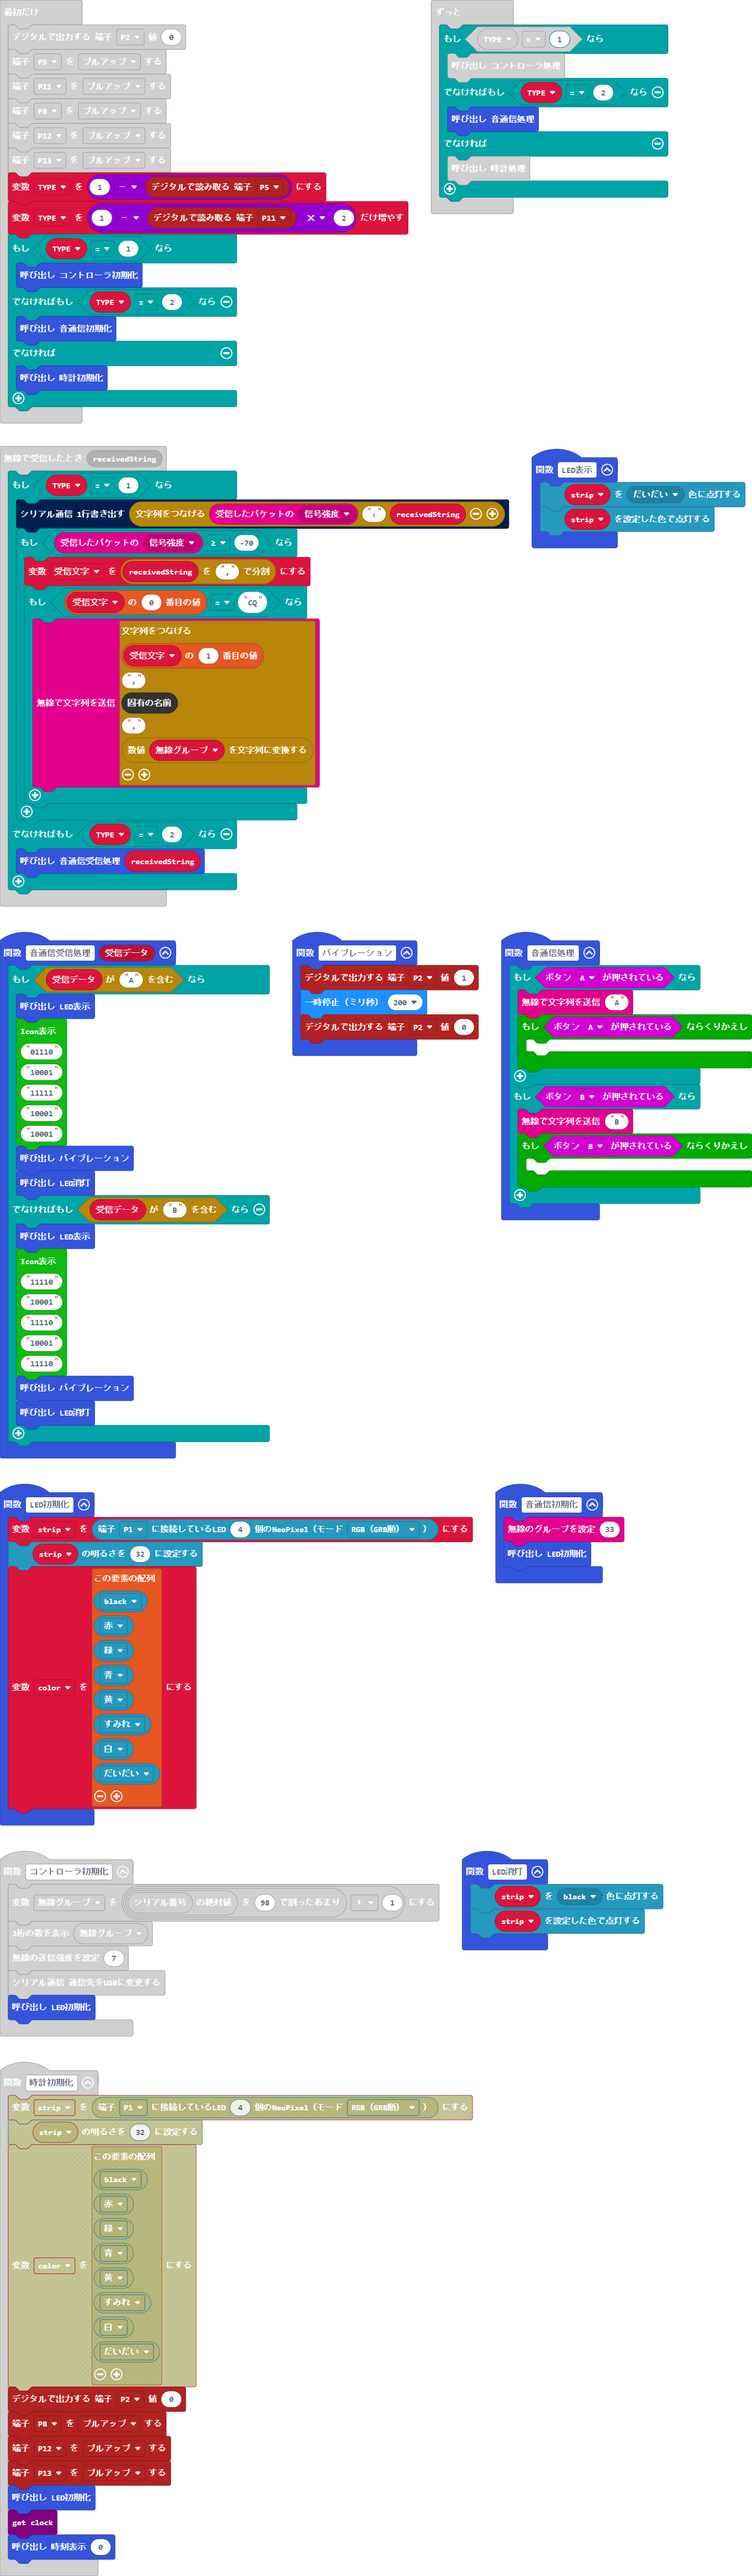 最初だけ
デジタルで出力する 端子 P2 値 0
端子 P5 を プルアップ する
端子 P11 を プルアップ する
端子 P8 を プルアップ する
端子 P12 を プルアップ する
端子 P13 を プルアップ する
変数 TYPE を 1 - デジタルで読み取る 端子 P5 にする
変数 TYPE を 1 - デジタルで読み取る 端子 P11 × 2 だけ増やす
もし TYPE = 1 なら
呼び出し コントローラ初期化
でなければもし TYPE = 2 なら
呼び出し 音通信初期化
でなければ
呼び出し 時計初期化
ずっと
もし TYPE = 1 なら
呼び出し コントローラ処理
でなければもし TYPE = 2 なら
呼び出し 音通信処理
でなければ
呼び出し 時計処理
無線で受信したとき receivedString
もし TYPE = 1 なら
シリアル通信 1行書き出す 文字列をつなげる 受信したパケットの 信号強度 ":" receivedString
もし 受信したパケットの 信号強度 ≥ -70 なら
変数 受信文字 を receivedString を "," で分割 にする
もし 受信文字 の 0 番目の値 = "CQ" なら
無線で文字列を送信
文字列をつなげる
受信文字 の 1 番目の値
","
固有の名前
","
数値 無線グループ を文字列に変換する
でなければもし TYPE = 2 なら
呼び出し 音通信受信処理 receivedString
関数 LED表示
strip を だいだい 色に点灯する
strip を設定した色で点灯する
関数 音通信受信処理 受信データ
もし 受信データ が "A" を含む なら
呼び出し LED表示
Icon表示
"01110"
"10001"
"11111"
"10001"
"10001"
呼び出し バイブレーション
呼び出し LED消灯
でなければもし 受信データ が "B" を含む なら
呼び出し LED表示
Icon表示
"11110"
"10001"
"11110"
"10001"
"11110"
呼び出し バイブレーション
呼び出し LED消灯
関数 バイブレーション
デジタルで出力する 端子 P2 値 1
一時停止（ミリ秒） 200
デジタルで出力する 端子 P2 値 0
関数 音通信処理
もし ボタン A が押されている なら
無線で文字列を送信 "A"
もし ボタン A が押されている ならくりかえし
もし ボタン B が押されている なら
無線で文字列を送信 "B"
もし ボタン B が押されている ならくりかえし
関数 LED初期化
変数 strip を 端子 P1 に接続しているLED 4 個のNeoPixel（モード RGB（GRB順） ） にする
strip の明るさを 32 に設定する
変数 color を
この要素の配列
black
赤
緑
青
黄
すみれ
白
だいだい
にする
関数 音通信初期化
無線のグループを設定 33
呼び出し LED初期化
関数 コントローラ初期化
変数 無線グループ を シリアル番号 の絶対値 を 98 で割ったあまり + 1 にする
2桁の数を表示 無線グループ
無線の送信強度を設定 7
シリアル通信 通信先をUSBに変更する
呼び出し LED初期化
関数 LED消灯
strip を black 色に点灯する
strip を設定した色で点灯する
関数 時計初期化
変数 strip を 端子 P1 に接続しているLED 4 個のNeoPixel（モード RGB（GRB順） ） にする
strip の明るさを 32 に設定する
変数 color を
この要素の配列
black
赤
緑
青
黄
すみれ
白
だいだい
にする
デジタルで出力する 端子 P2 値 0
端子 P8 を プルアップ する
端子 P12 を プルアップ する
端子 P13 を プルアップ する
呼び出し LED初期化
get clock
呼び出し 時刻表示 0